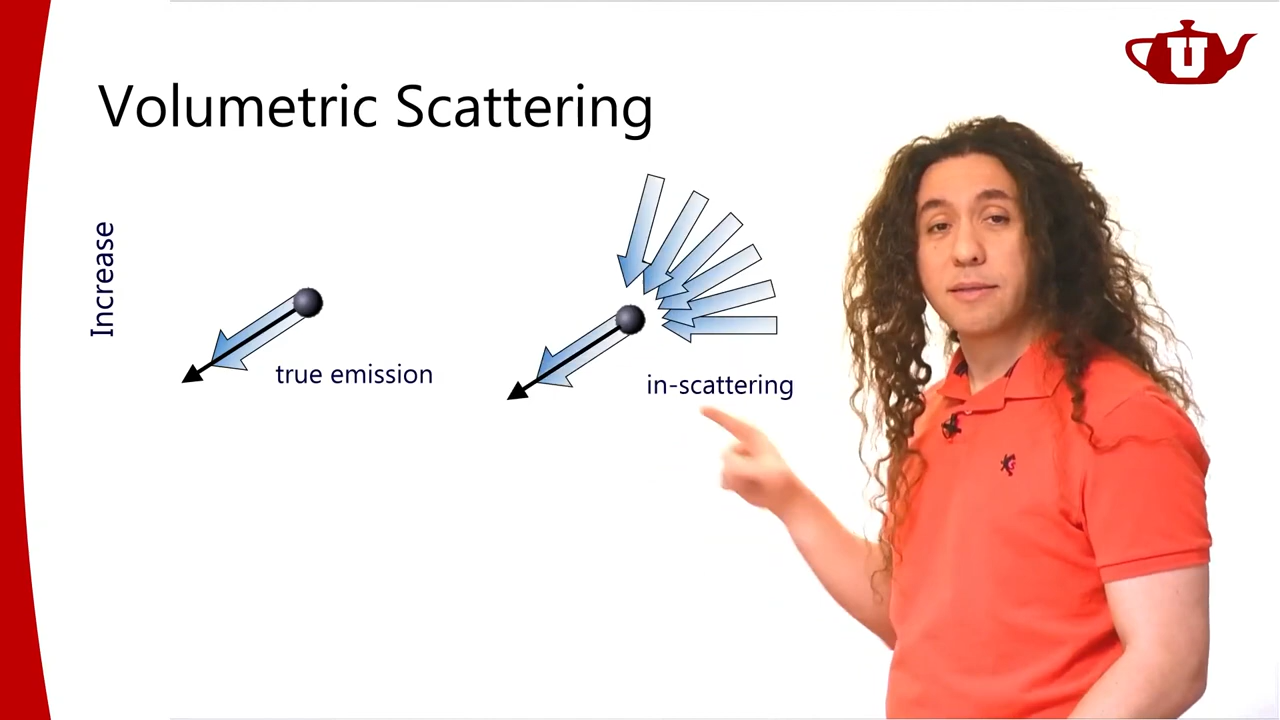 U
Volumetric Scattering
Increase
true emission
in-scattering